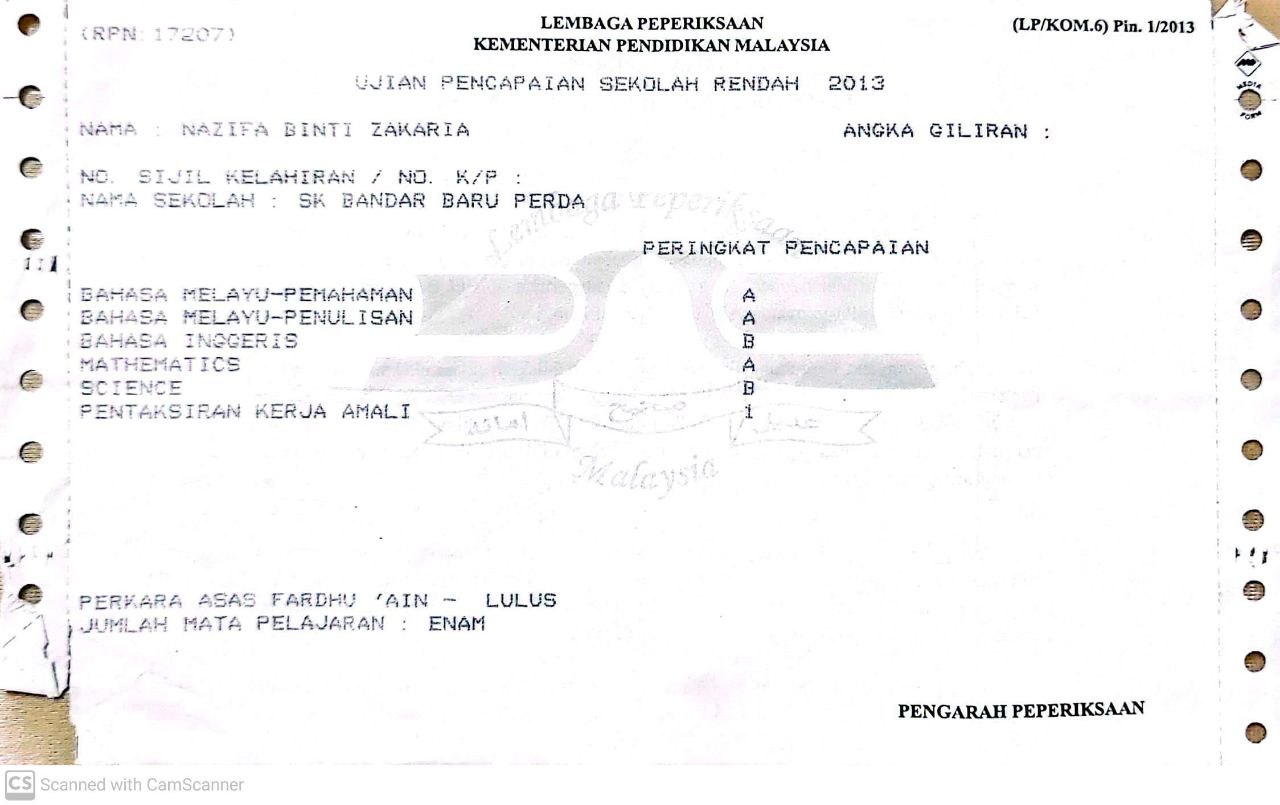 (RPN 17207)
LEMBAGA PEPERIKSAAN
KEMENTERIAN PENDIDIKAN MALAYSIA
(LP/KOM.6) Pin. 1/2013
UJIAN PENCAPAIAN SEKOLAH RENDAH 2013
NAMA : NAZIFA BINTI ZAKARIA
ANGKA GILIRAN :
NO. SIJIL KELAHIRAN / NO. K/P :
NAMA SEKOLAH : SK BANDAR BARU PERDA
Lembaga Peperiksaan
PERINGKAT PENCAPAIAN
BAHASA MELAYU-PEMAHAMAN A
BAHASA MELAYU-PENULISAN A
BAHASA INGGERIS B
MATHEMATICS A
SCIENCE B
PENTAKSIRAN KERJA AMALI 1
Malaysia
PERKARA ASAS FARDHU 'AIN - LULUS
JUMLAH MATA PELAJARAN : ENAM
PENGARAH PEPERIKSAAN
MEDIA
FORM
CS Scanned with CamScanner